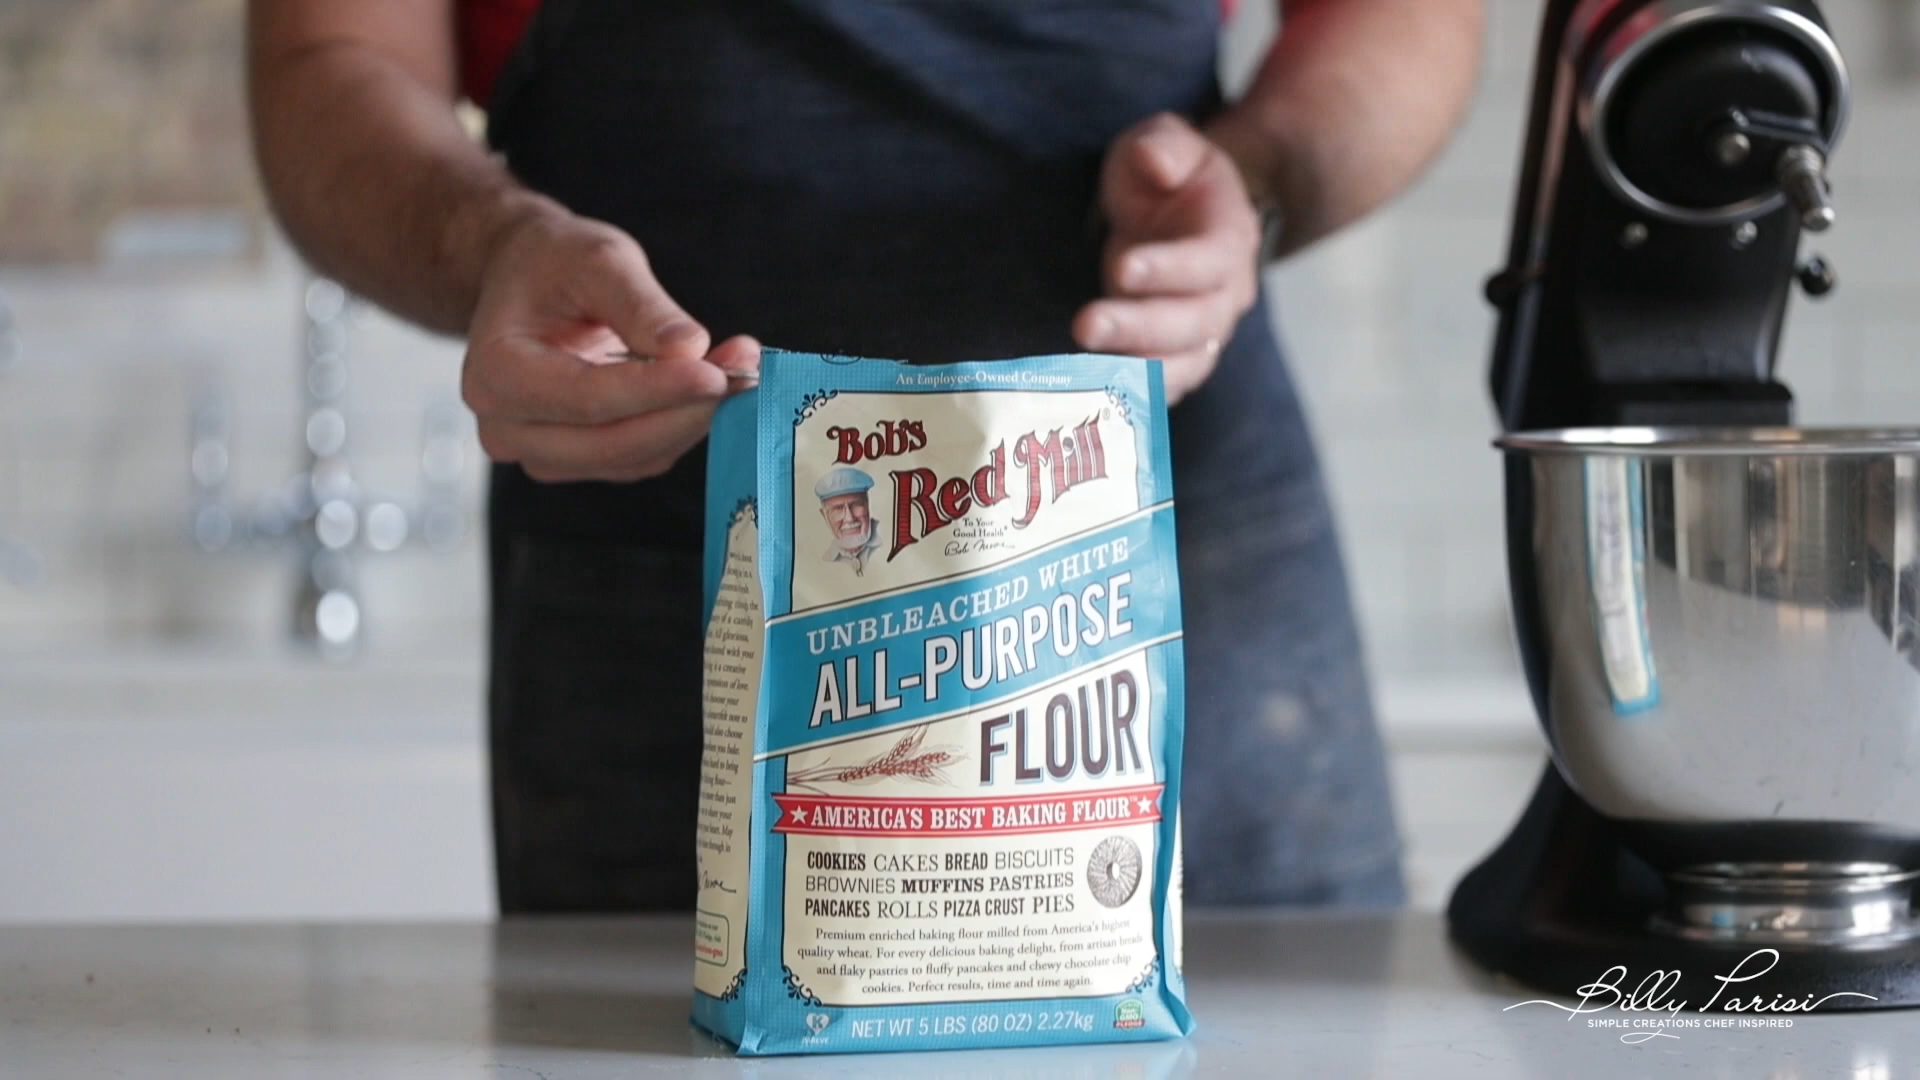 An Employee-Owned Company
Bob's
Red Mill®
To Your
Good Health®
Bob Moore
UNBLEACHED WHITE
ALL-PURPOSE
FLOUR
AMERICA'S BEST BAKING FLOUR™
COOKIES CAKES BREAD BISCUITS
BROWNIES MUFFINS PASTRIES
PANCAKES ROLLS PIZZA CRUST PIES
Premium enriched baking flour milled from America's highest
quality wheat. For every delicious baking delight, from artisan breads
and flaky pastries to fluffy pancakes and chewy chocolate chip
cookies. Perfect results, time and time again.
K
NET WT 5 LBS (80 OZ) 2.27kg
Billy Parisi
SIMPLE CREATIONS CHEF INSPIRED